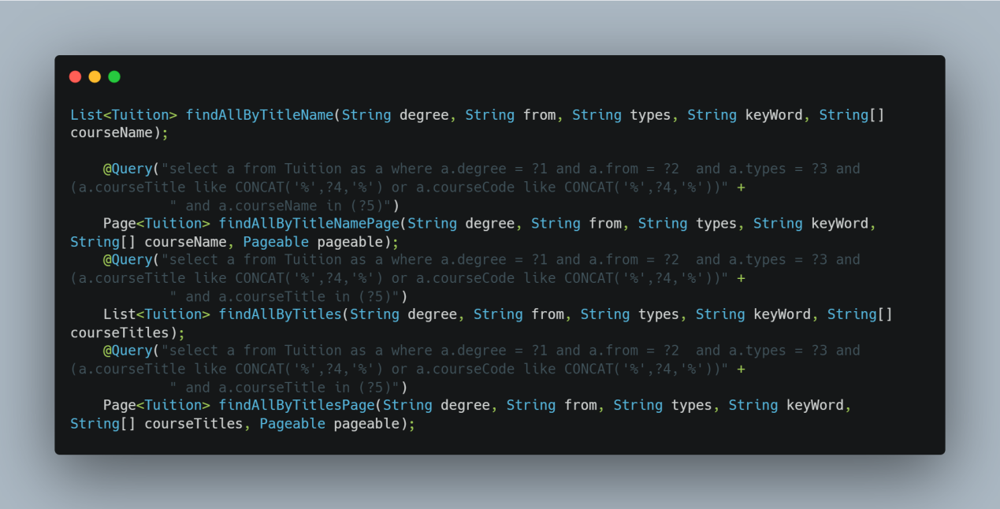 List<Tuition> findAllByTitleName(String degree, String from, String types, String keyWord, String[]
courseName);
@Query("select a from Tuition as a where a.degree = ?1 and a.from = ?2  and a.types = ?3 and
(a.courseTitle like CONCAT('%',?4,'%') or a.courseCode like CONCAT('%',?4,'%'))" +
" and a.courseName in (?5)")
Page<Tuition> findAllByTitleNamePage(String degree, String from, String types, String keyWord,
String[] courseName, Pageable pageable);
@Query("select a from Tuition as a where a.degree = ?1 and a.from = ?2  and a.types = ?3 and
(a.courseTitle like CONCAT('%',?4,'%') or a.courseCode like CONCAT('%',?4,'%'))" +
" and a.courseTitle in (?5)")
List<Tuition> findAllByTitles(String degree, String from, String types, String keyWord, String[]
courseTitles);
@Query("select a from Tuition as a where a.degree = ?1 and a.from = ?2  and a.types = ?3 and
(a.courseTitle like CONCAT('%',?4,'%') or a.courseCode like CONCAT('%',?4,'%'))" +
" and a.courseTitle in (?5)")
Page<Tuition> findAllByTitlesPage(String degree, String from, String types, String keyWord,
String[] courseTitles, Pageable pageable);